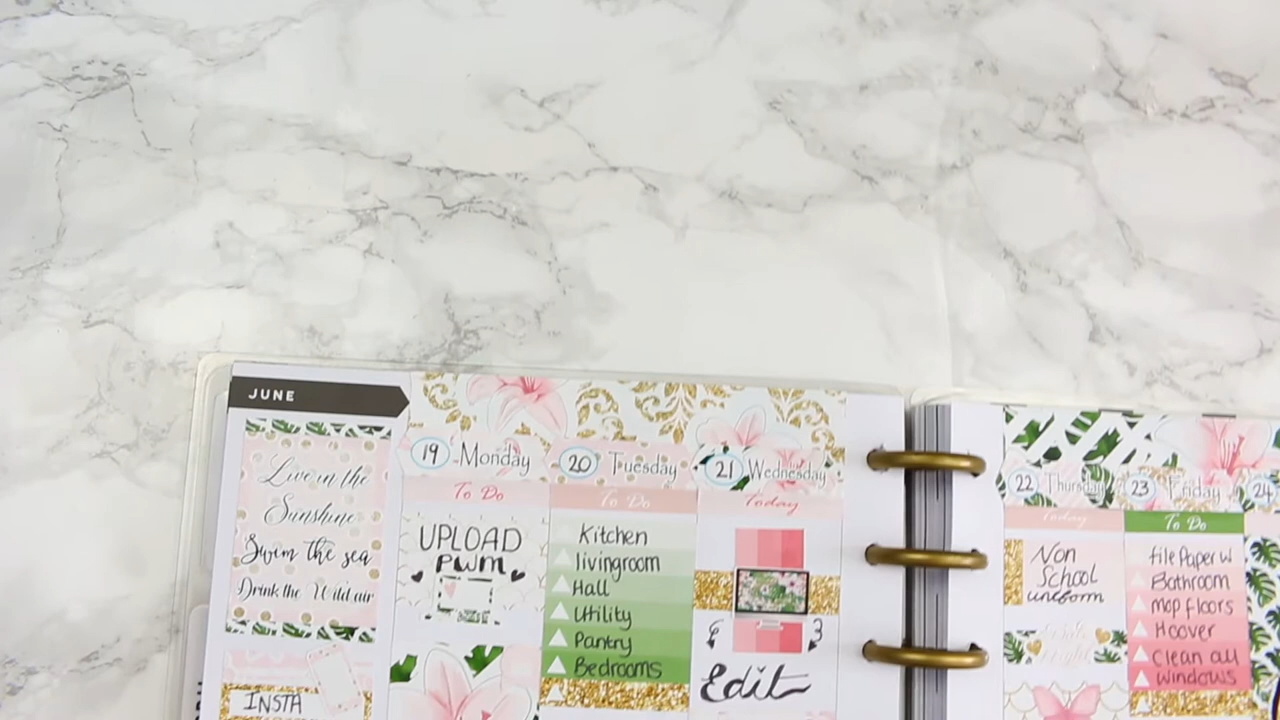 JUNE
Live in the
Sunshine
Swim the sea
Drink the Wild air
INSTA
19 Monday
To Do
UPLOAD
PWM
20 Tuesday
To Do
Kitchen
livingroom
Hall
Utility
Pantry
Bedrooms
21 Wednesday
Today
Edit
22 Thursday
Today
Non
School
uneform
23 Friday
To Do
file Paper W
Bathroom
mop floors
Hoover
Clean all
windows
24